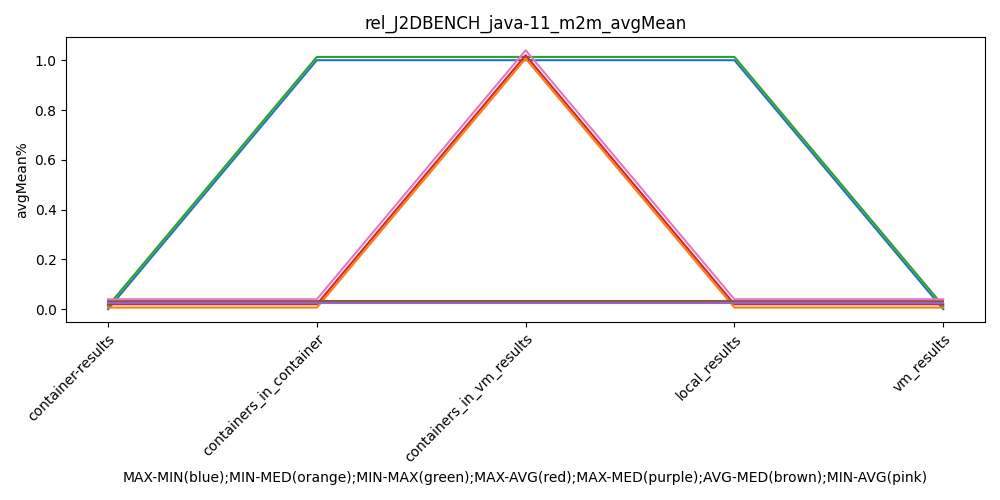 rel_J2DBENCH_java-11_m2m_avgMean
avgMean%
1.0
0.8
0.6
0.4
0.2
0.0
container-results
containers_in_container
containers_in_vm_results
local_results
vm_results
MAX-MIN(blue);MIN-MED(orange);MIN-MAX(green);MAX-AVG(red);MAX-MED(purple);AVG-MED(brown);MIN-AVG(pink)